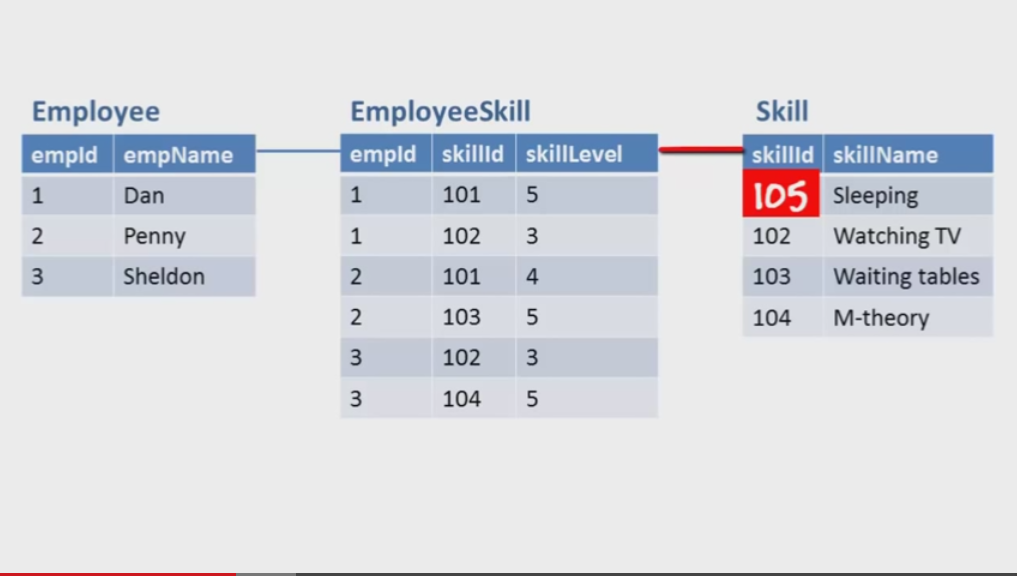 Employee
empId empName
1 Dan
2 Penny
3 Sheldon
EmployeeSkill
empId skillId skillLevel
1 101 5
1 102 3
2 101 4
2 103 5
3 102 3
3 104 5
Skill
skillId skillName
105 Sleeping
102 Watching TV
103 Waiting tables
104 M-theory